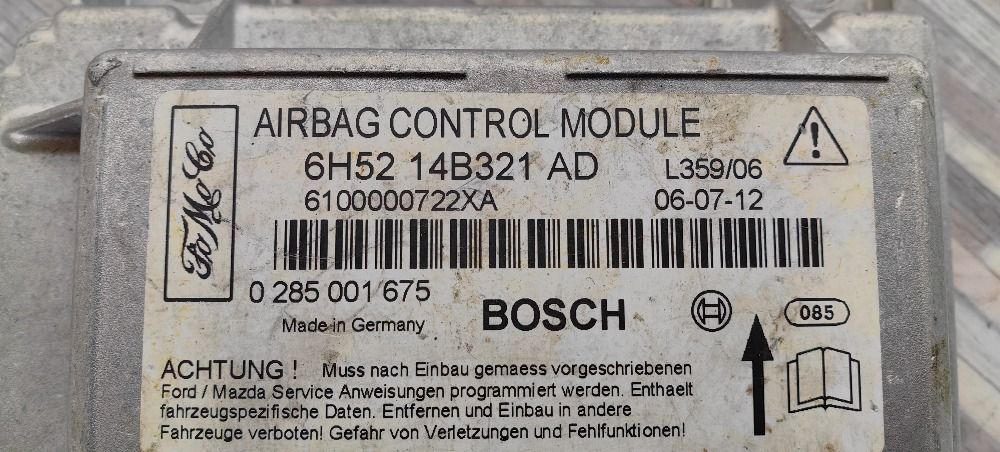 FoMoCo
AIRBAG CONTROL MODULE
6H52 14B321 AD L359/06
6100000722XA 06-07-12
0 285 001 675
Made in Germany BOSCH 085
ACHTUNG ! Muss nach Einbau gemaess vorgeschriebenen
Ford / Mazda Service Anweisungen programmiert werden. Enthaelt
fahrzeugspezifische Daten. Entfernen und Einbau in andere
Fahrzeuge verboten! Gefahr von Verletzungen und Fehlfunktionen!